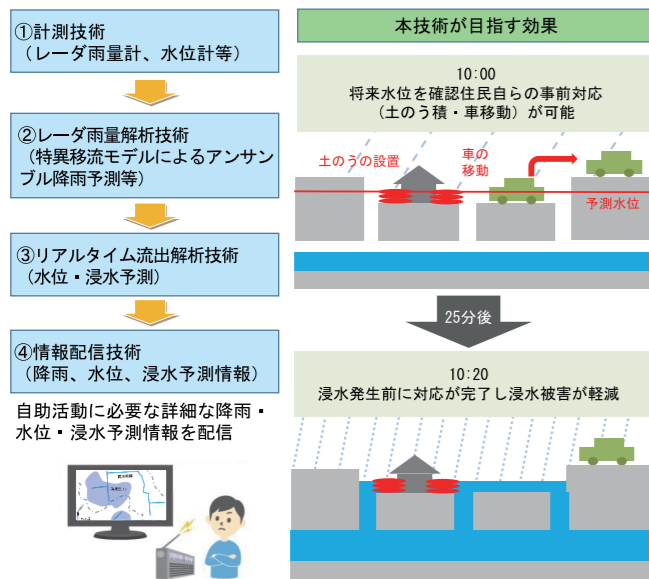 ①計測技術
（レーダ雨量計、水位計等）
②レーダ雨量解析技術
（特異移流モデルによるアンサン
ブル降雨予測等）
③リアルタイム流出解析技術
（水位・浸水予測）
④情報配信技術
（降雨、水位、浸水予測情報）
自助活動に必要な詳細な降雨・
水位・浸水予測情報を配信
本技術が目指す効果
10:00
将来水位を確認住民自らの事前対応
（土のう積・車移動）が可能
土のうの設置
車の
移動
予測水位
25分後
10:20
浸水発生前に対応が完了し浸水被害が軽減